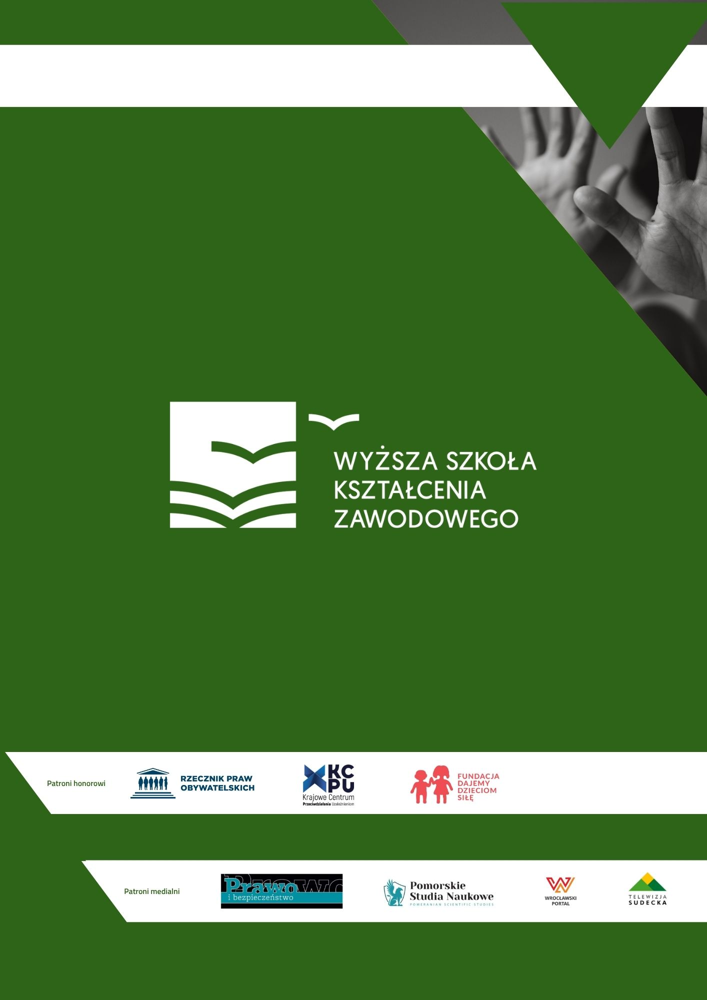 WYŻSZA SZKOŁA
KSZTAŁCENIA
ZAWODOWEGO
Patroni honorowi
RZECZNIK PRAW
OBYWATELSKICH
KC
PU
Krajowe Centrum
Przeciwdziałania Uzależnieniom
FUNDACJA
DAJEMY
DZIECIOM
SIŁĘ
Patroni medialni
Prawo
i bezpieczeństwo
Pomorskie
Studia Naukowe
POMERANIAN SCIENTIFIC STUDIES
WROCŁAWSKI
PORTAL
TELEWIZJA
SUDECKA